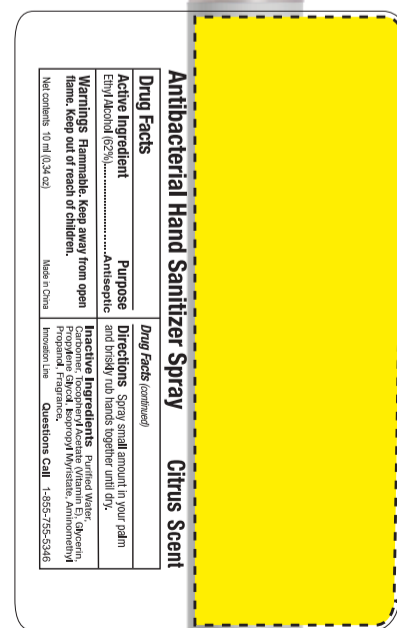 Antibacterial Hand Sanitizer Spray Citrus Scent
Drug Facts
Active Ingredient Purpose
Ethyl Alcohol (62%)..........................Antiseptic
Warnings Flammable. Keep away from open
flame. Keep out of reach of children.
Net contents 10 ml (0,34 oz) Made in China
Drug Facts (continued)
Directions Spray small amount in your palm
and briskly rub hands together until dry.
Inactive Ingredients Purified Water,
Carbomer, Tocopheryl Acetate (Vitamin E), Glycerin,
Propylene Glycol, Isopropyl Myristate, Aminomethyl
Propanol, Fragrance.
Innovation Line Questions Call 1-855-755-5346